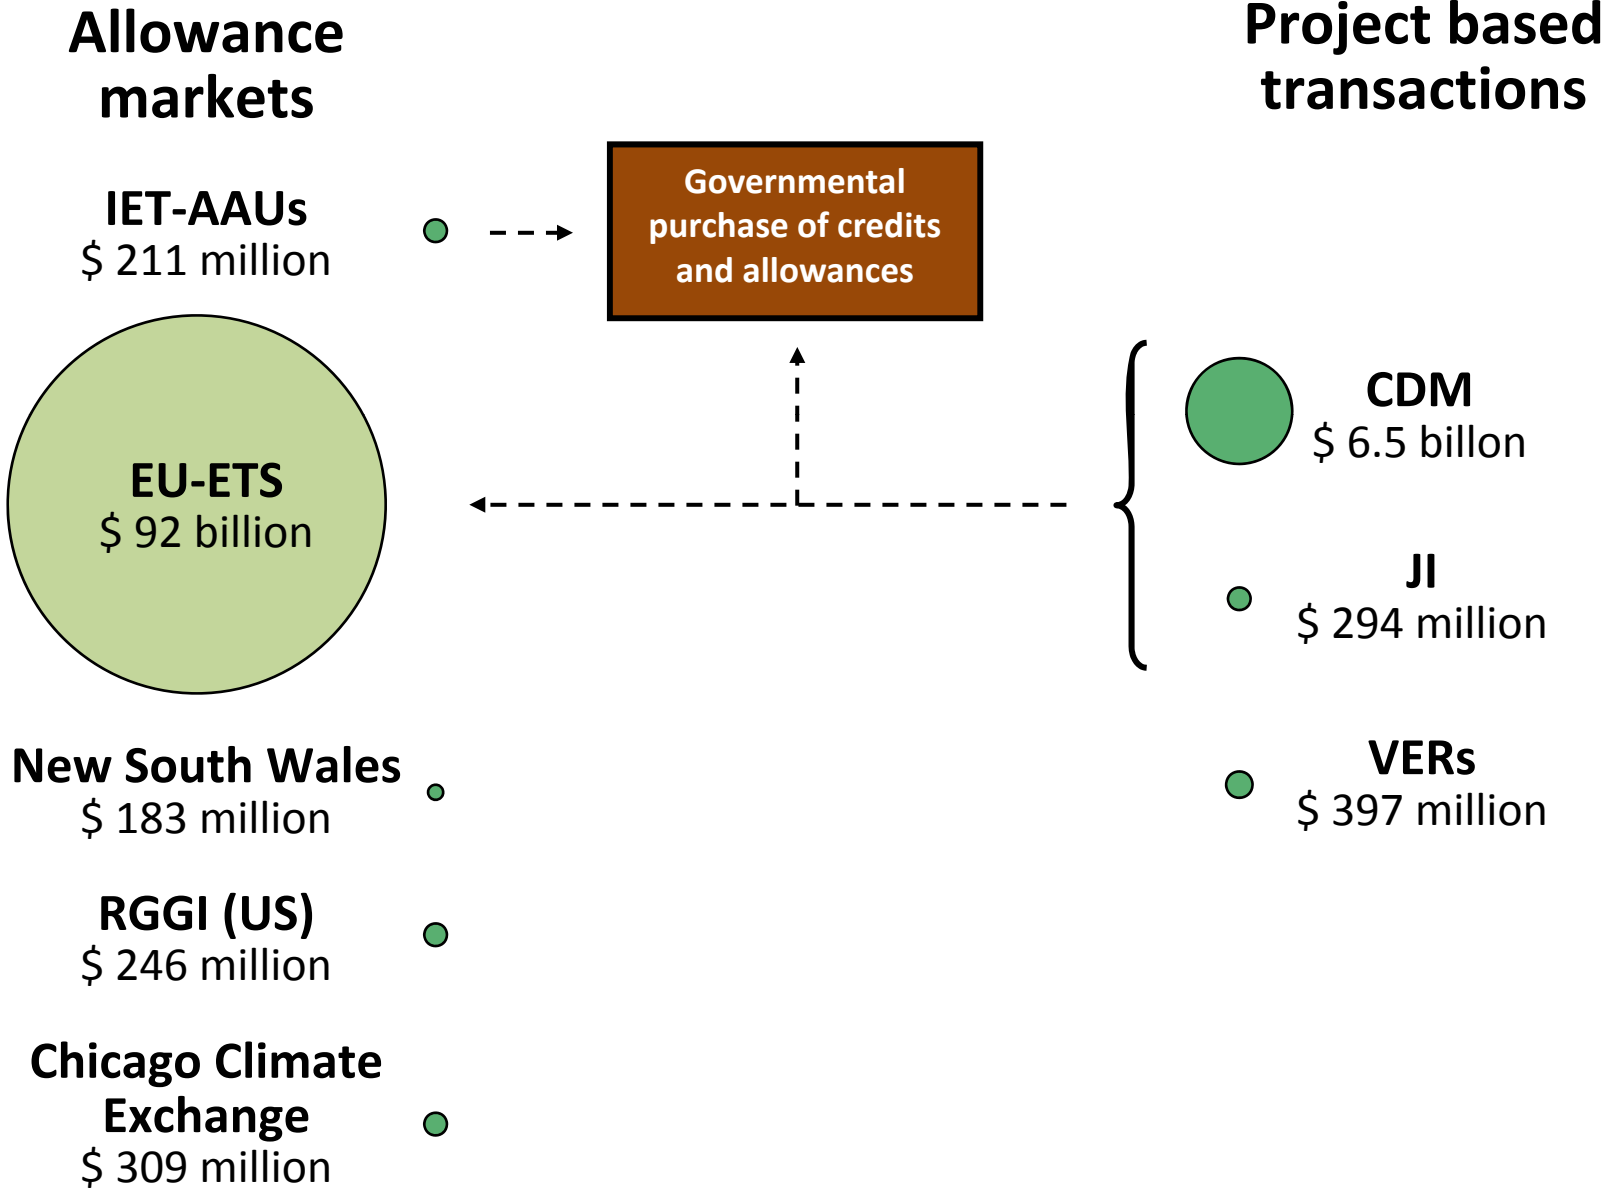 Allowance
markets
IET-AAUs
$ 211 million
EU-ETS
$ 92 billion
New South Wales
$ 183 million
RGGI (US)
$ 246 million
Chicago Climate
Exchange
$ 309 million
Governmental
purchase of credits
and allowances
Project based
transactions
CDM
$ 6.5 billon
JI
$ 294 million
VERs
$ 397 million